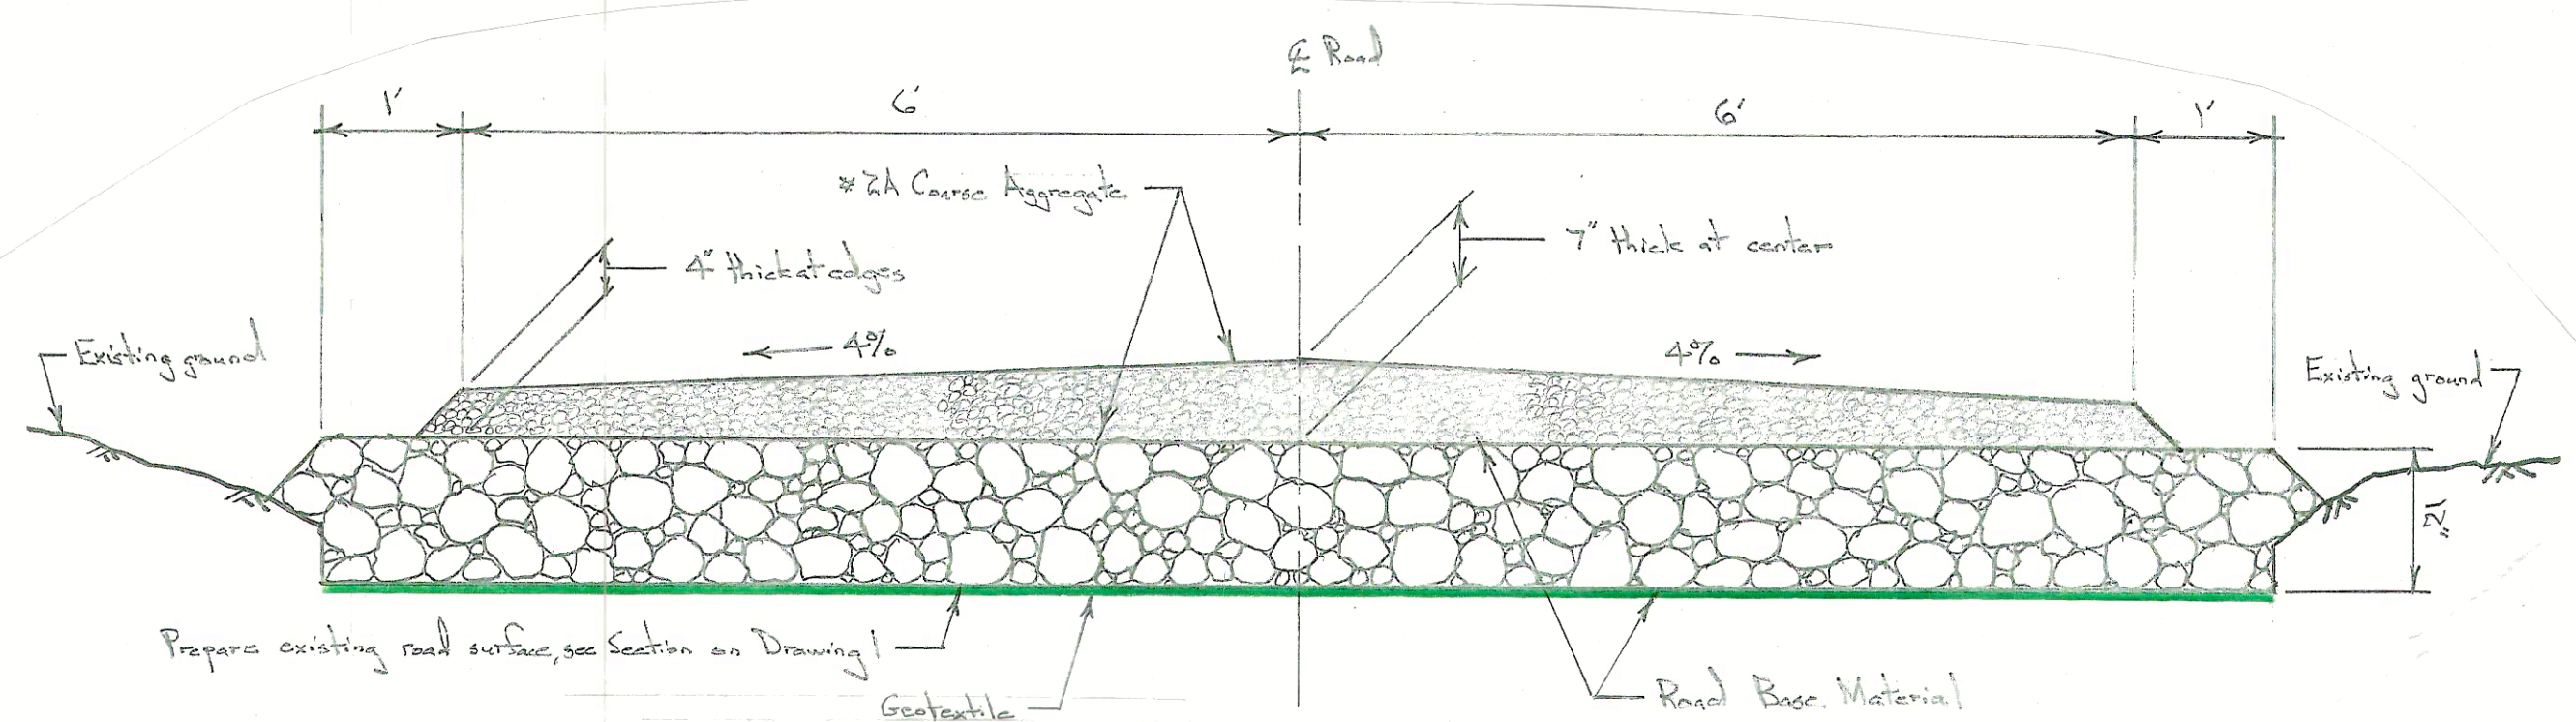 ℄ Road
1' 6' 6' 1'
#2A Coarse Aggregate
7" thick at center
4" thick at edges
4% 4%
Existing ground
Existing ground
12"
Prepare existing road surface, see Section on Drawing 1
Geotextile
Road Base Material